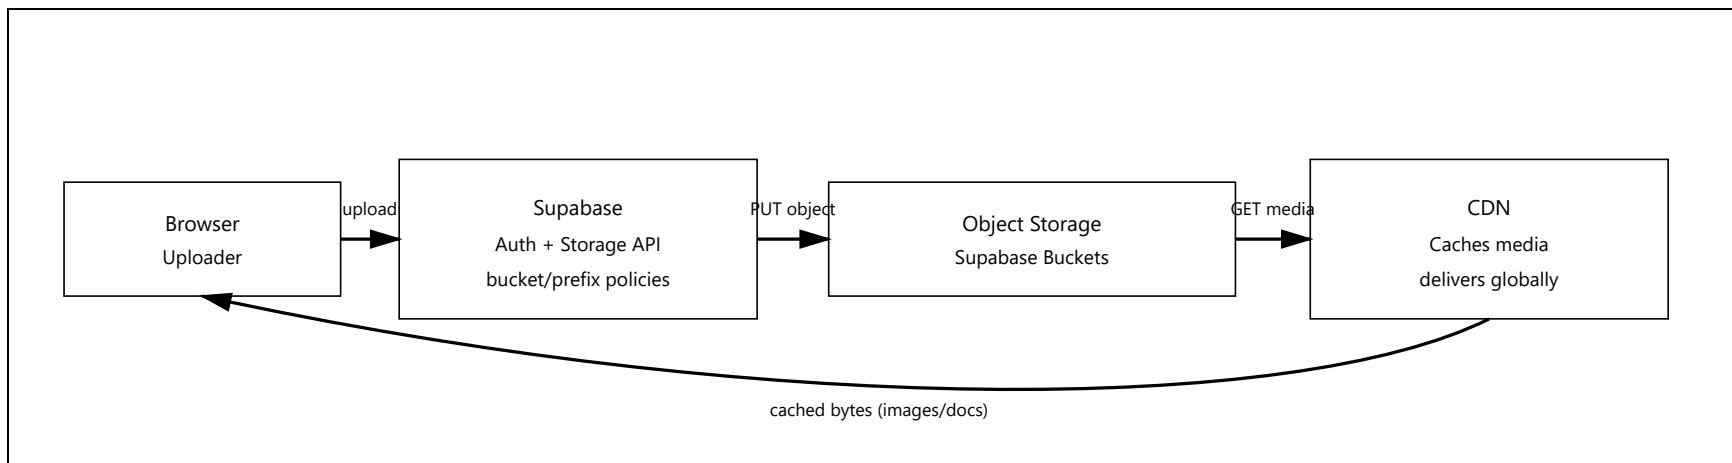 Browser
Uploader
upload
Supabase
Auth + Storage API
bucket/prefix policies
PUT object
Object Storage
Supabase Buckets
GET media
CDN
Caches media
delivers globally
cached bytes (images/docs)